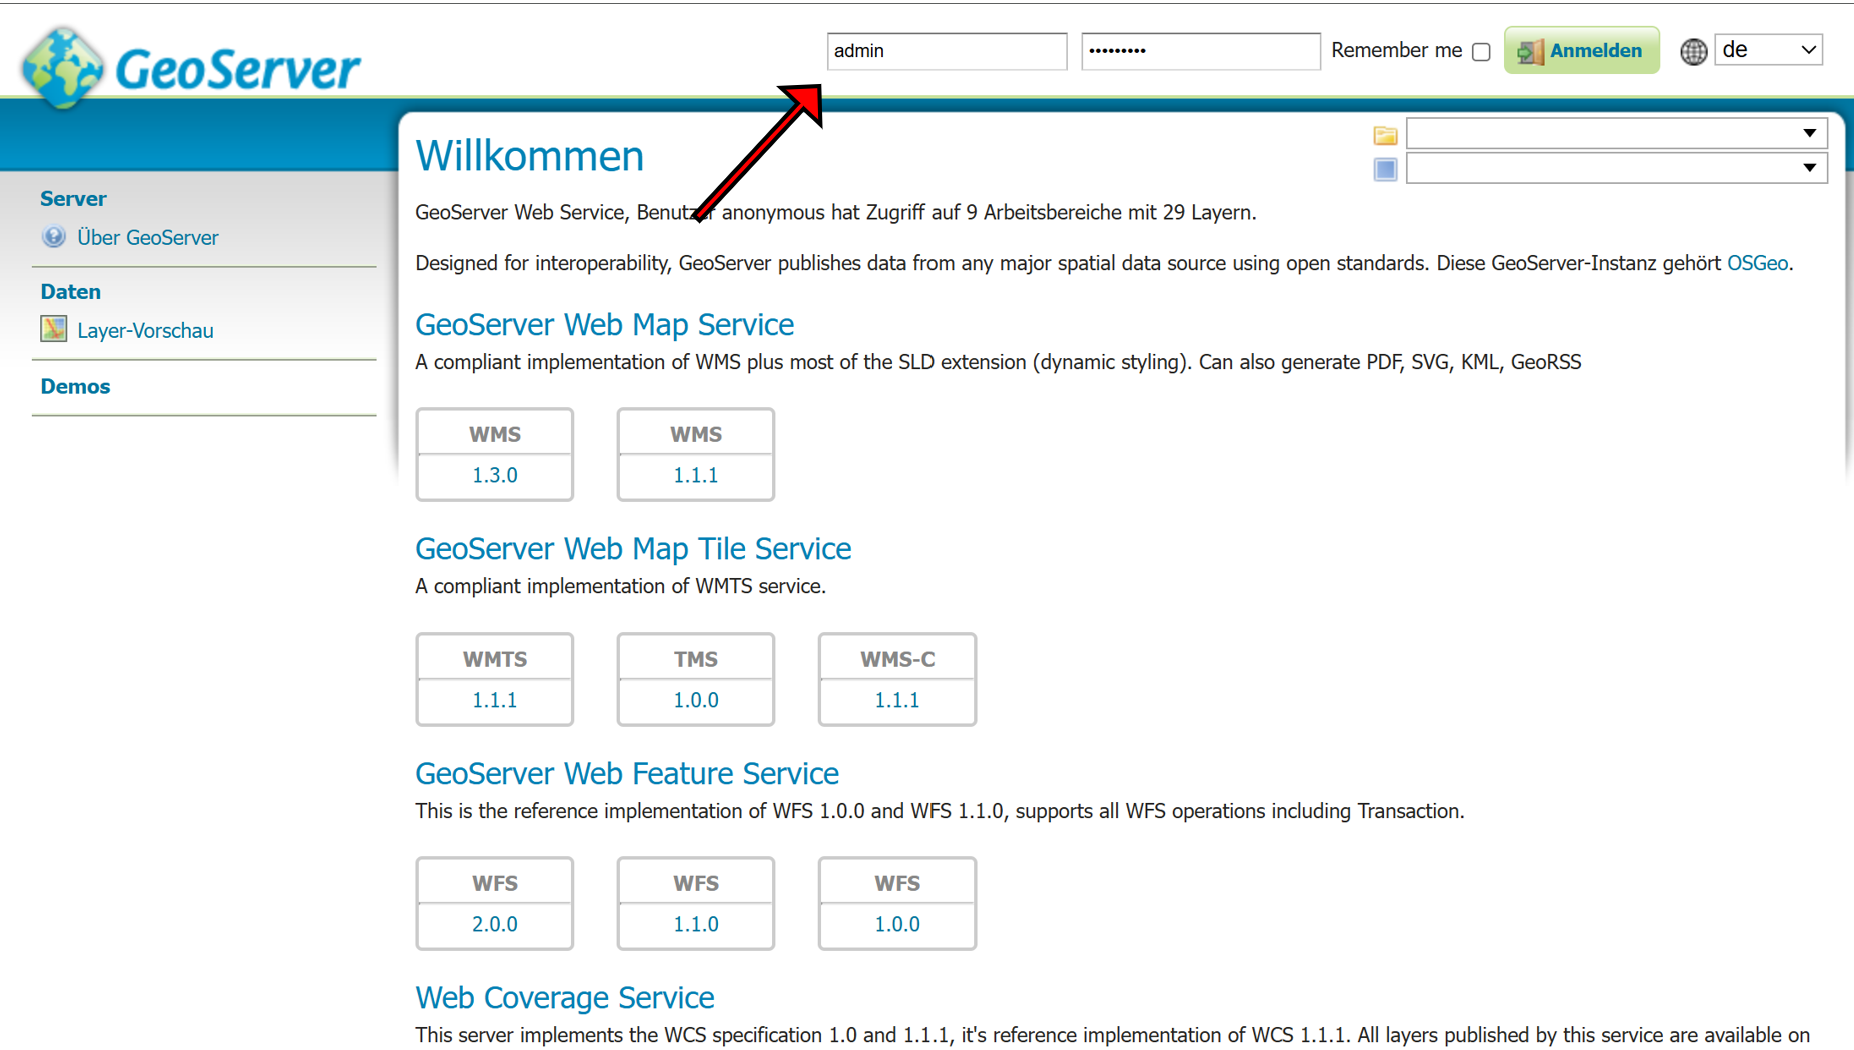 GeoServer
admin
••••••••• Remember me Anmelden de
Willkommen
Server
Über GeoServer
Daten
Layer-Vorschau
Demos
GeoServer Web Service, Benutzer anonymous hat Zugriff auf 9 Arbeitsbereiche mit 29 Layern.
Designed for interoperability, GeoServer publishes data from any major spatial data source using open standards. Diese GeoServer-Instanz gehört OSGeo.
GeoServer Web Map Service
A compliant implementation of WMS plus most of the SLD extension (dynamic styling). Can also generate PDF, SVG, KML, GeoRSS
WMS WMS
1.3.0 1.1.1
GeoServer Web Map Tile Service
A compliant implementation of WMTS service.
WMTS TMS WMS-C
1.1.1 1.0.0 1.1.1
GeoServer Web Feature Service
This is the reference implementation of WFS 1.0.0 and WFS 1.1.0, supports all WFS operations including Transaction.
WFS WFS WFS
2.0.0 1.1.0 1.0.0
Web Coverage Service
This server implements the WCS specification 1.0 and 1.1.1, it's reference implementation of WCS 1.1.1. All layers published by this service are available on